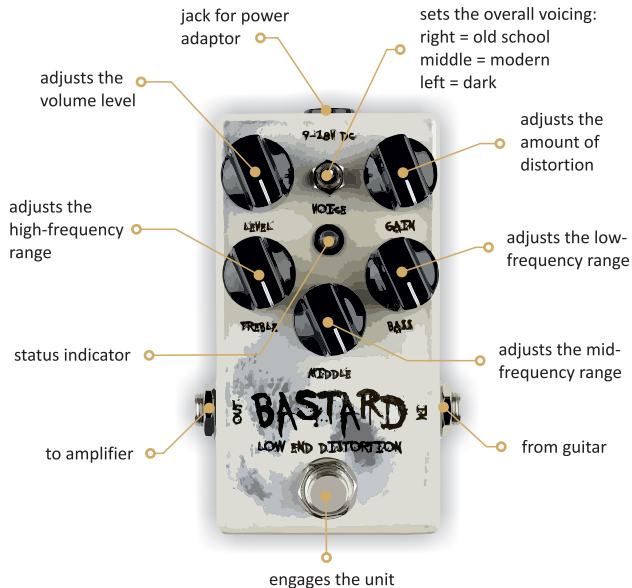 jack for power
adaptor
sets the overall voicing:
right = old school
middle = modern
left = dark
adjusts the
volume level
adjusts the
amount of
distortion
9-18V DC
VOICE
LEVEL
GAIN
adjusts the
high-frequency
range
adjusts the low-
frequency range
TREBLE
BASS
status indicator
adjusts the mid-
frequency range
MIDDLE
OUT
BASTARD
IN
LOW END DISTORTION
to amplifier
from guitar
engages the unit